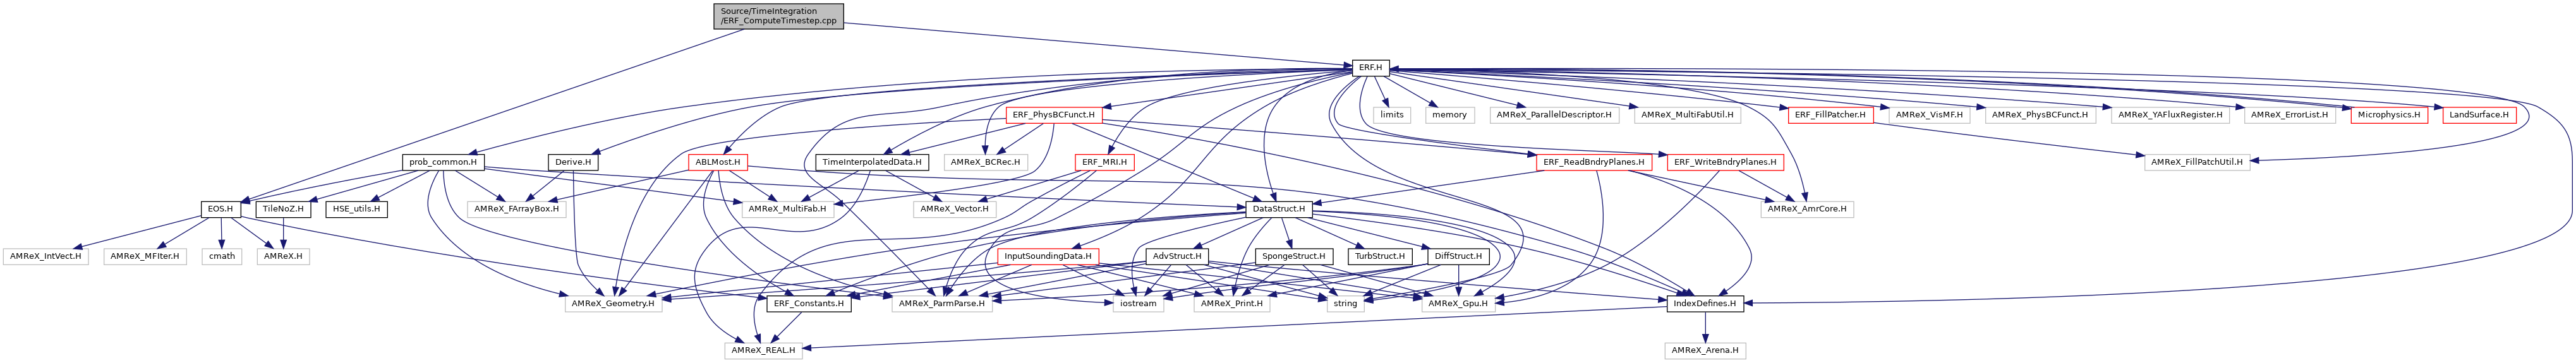 Source/TimeIntegration
/ERF_ComputeTimestep.cpp
ERF.H
ERF_PhysBCFunct.H
limits
memory
AMReX_ParallelDescriptor.H
AMReX_MultiFabUtil.H
ERF_FillPatcher.H
AMReX_VisMF.H
AMReX_PhysBCFunct.H
AMReX_YAFluxRegister.H
AMReX_ErrorList.H
Microphysics.H
LandSurface.H
prob_common.H
Derive.H
ABLMost.H
TimeInterpolatedData.H
AMReX_BCRec.H
ERF_MRI.H
ERF_ReadBndryPlanes.H
ERF_WriteBndryPlanes.H
AMReX_FillPatchUtil.H
EOS.H
TileNoZ.H
HSE_utils.H
AMReX_FArrayBox.H
AMReX_MultiFab.H
AMReX_Vector.H
DataStruct.H
AMReX_AmrCore.H
AMReX_IntVect.H
AMReX_MFIter.H
cmath
AMReX.H
InputSoundingData.H
AdvStruct.H
SpongeStruct.H
TurbStruct.H
DiffStruct.H
AMReX_Geometry.H
ERF_Constants.H
AMReX_ParmParse.H
iostream
AMReX_Print.H
string
AMReX_Gpu.H
IndexDefines.H
AMReX_REAL.H
AMReX_Arena.H